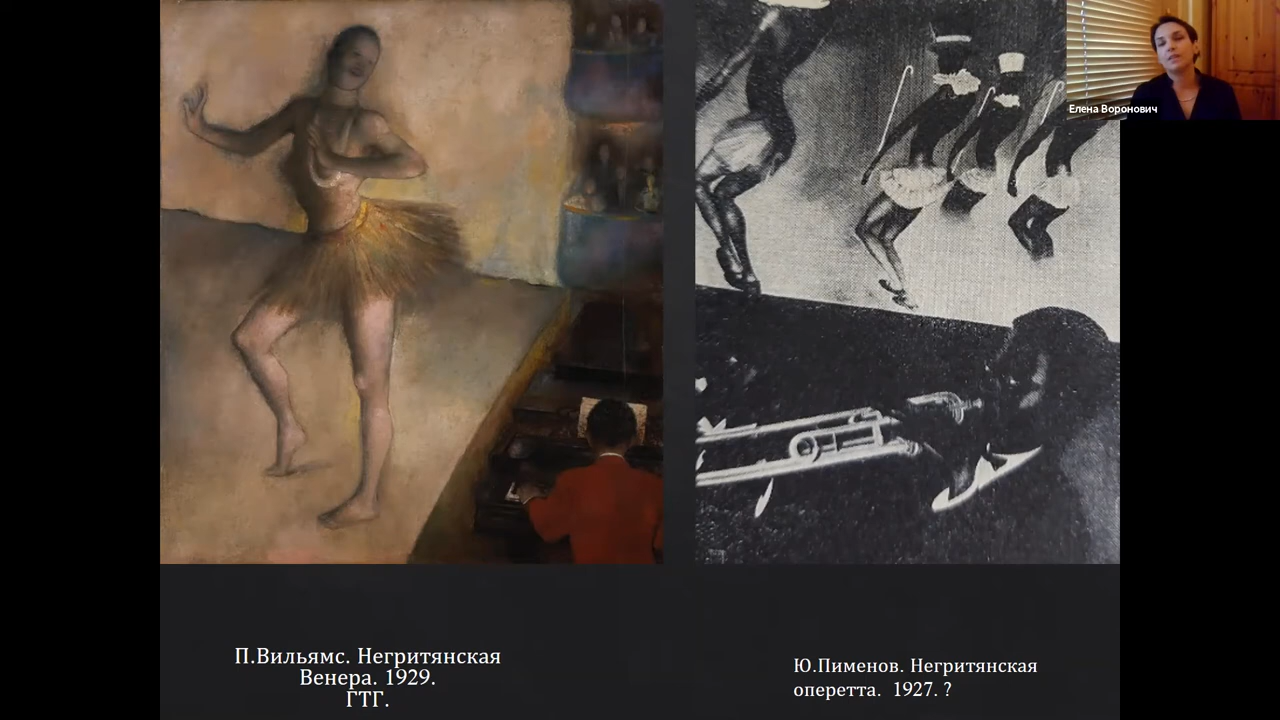 Елена Воронович
П.Вильямс. Негритянская
Венера. 1929.
ГТГ.
Ю.Пименов. Негритянская
оперетта. 1927. ?